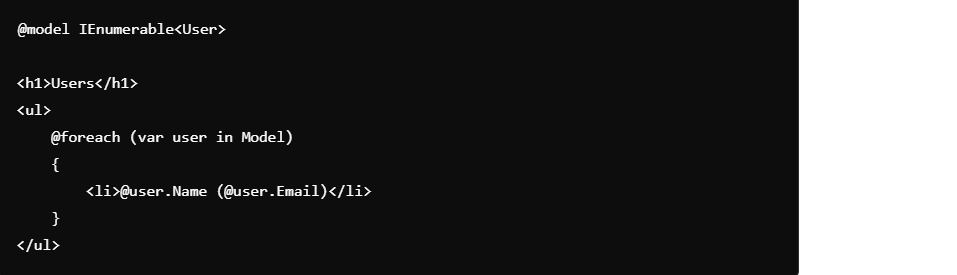 @model IEnumerable<User>
<h1>Users</h1>
<ul>
    @foreach (var user in Model)
    {
        <li>@user.Name (@user.Email)</li>
    }
</ul>